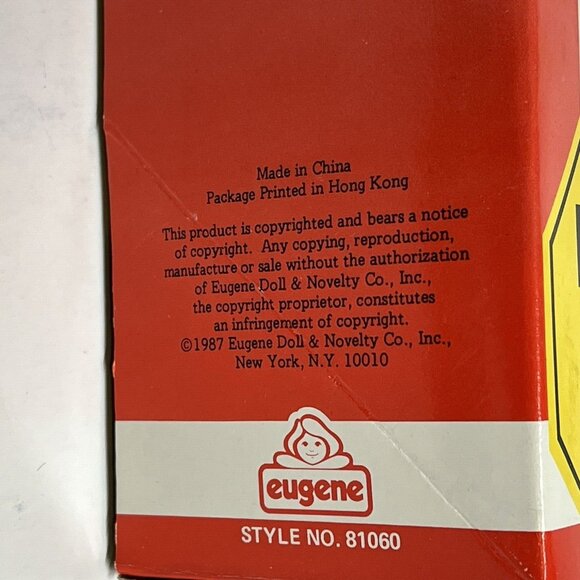 Made in China
Package Printed in Hong Kong
This product is copyrighted and bears a notice
of copyright. Any copying, reproduction,
manufacture or sale without the authorization
of Eugene Doll & Novelty Co., Inc.,
the copyright proprietor, constitutes
an infringement of copyright.
©1987 Eugene Doll & Novelty Co., Inc.,
New York, N.Y. 10010
eugene
STYLE NO. 81060